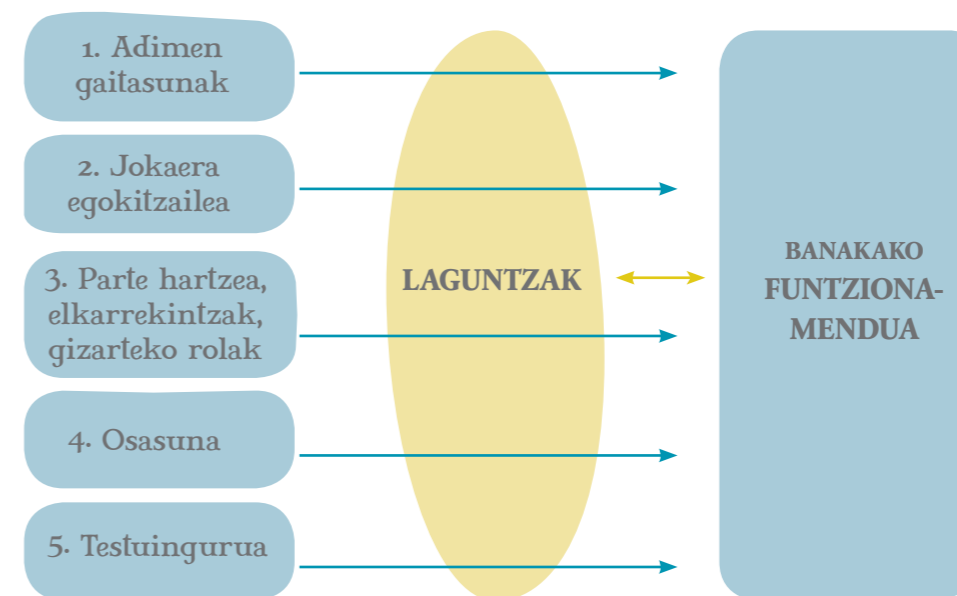 1. Adimen
gaitasunak
2. Jokaera
egokitzailea
3. Parte hartzea,
elkarrekintzak,
gizarteko rolak
4. Osasuna
5. Testuingurua
LAGUNTZAK
BANAKAKO
FUNTZIONA-
MENDUA